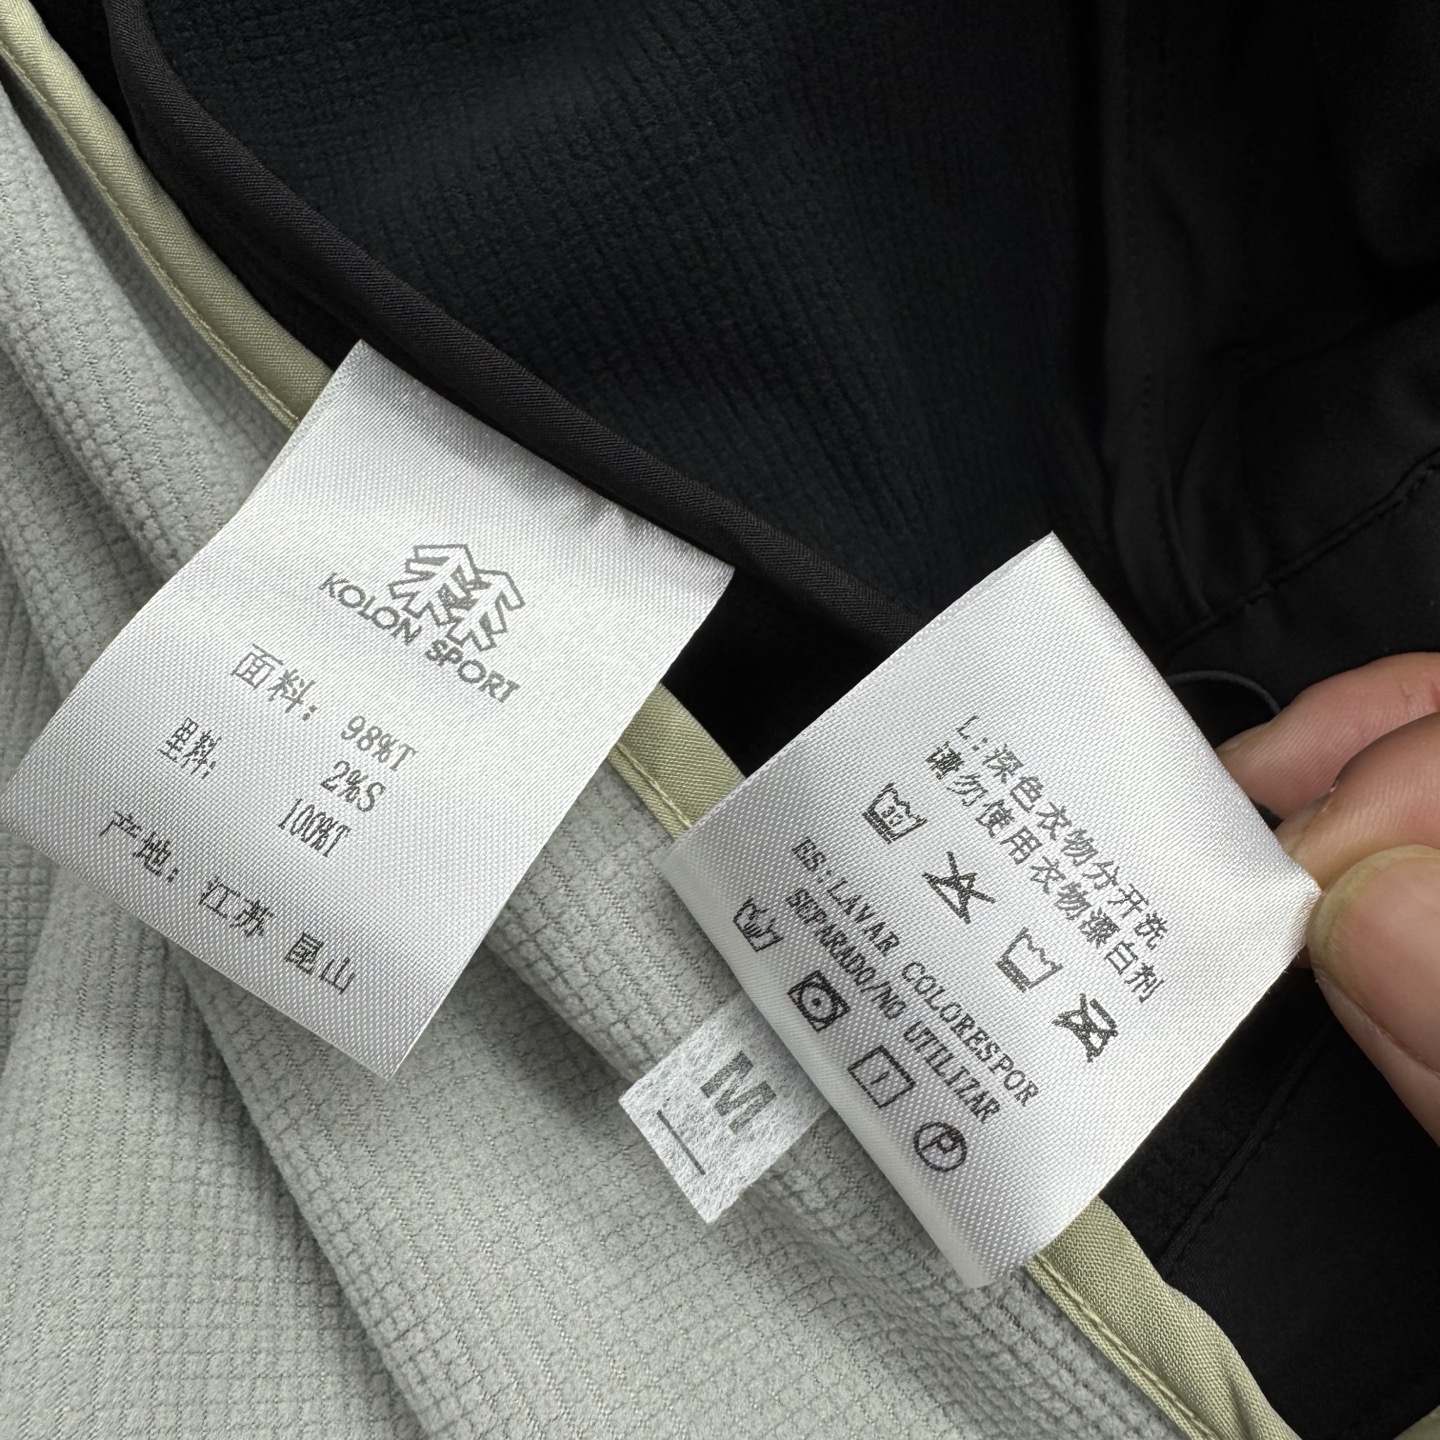 KOLON SPORT
面料: 98%T
2%S
里料: 100%T
产地: 江苏 昆山
L:深色衣物分开洗
请勿使用衣物漂白剂
ES:LAVAR COLORESPOR
SEPARADO/NO UTILIZAR
P
M